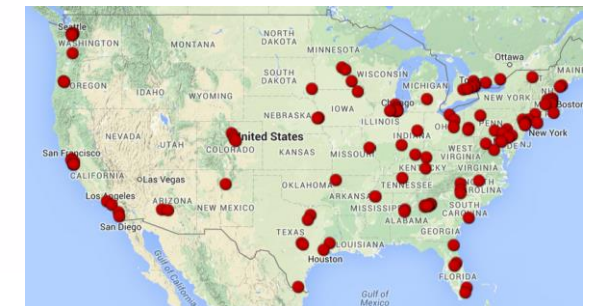 Seattle
WASHINGTON
MONTANA
NORTH
DAKOTA
MINNESOTA
Ottawa
MAINE
OREGON
IDAHO
WYOMING
SOUTH
DAKOTA
WISCONSIN
MICHIGAN
NEW YORK
Boston
NEBRASKA
IOWA
Chicago
ILLINOIS
INDIANA
OHIO
PENN
New York
NEVADA
UTAH
COLORADO
United States
KANSAS
MISSOURI
WEST
VIRGINIA
DE
NJ
San Francisco
CALIFORNIA
Las Vegas
KENTUCKY
VIRGINIA
Los Angeles
ARIZONA
NEW MEXICO
OKLAHOMA
ARKANSAS
TENNESSEE
NORTH
CAROLINA
San Diego
TEXAS
MISSISSIPPI
ALABAMA
SOUTH
CAROLINA
GEORGIA
LOUISIANA
Houston
FLORIDA
Gulf of California
Gulf of
Mexico